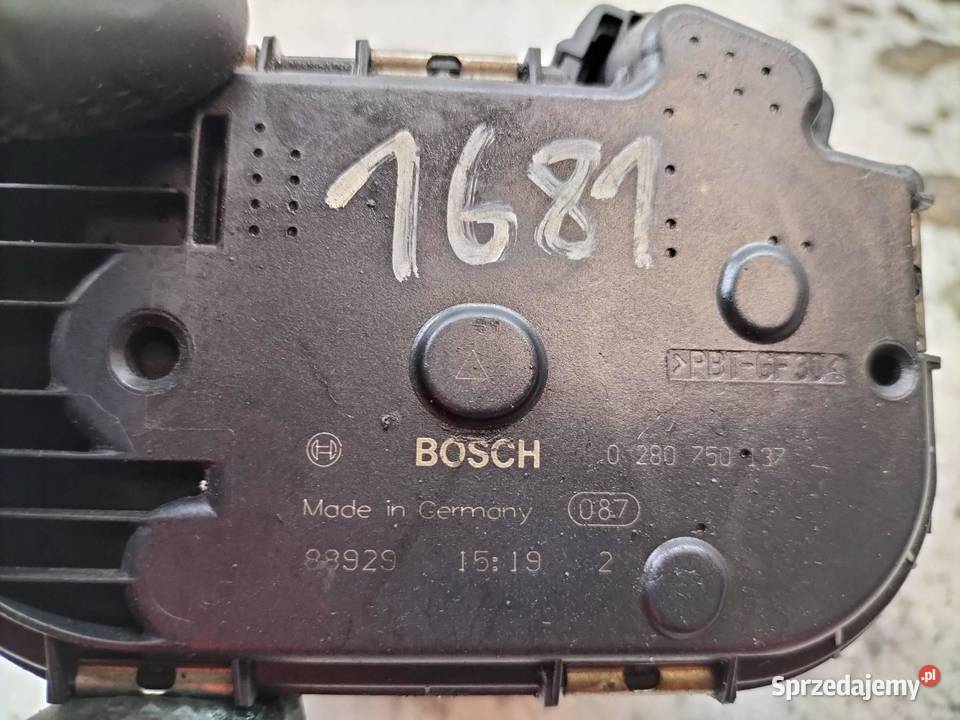 1681
>PBT-GF30<
BOSCH 0 280 750 137
Made in Germany 087
88929 15:19 2
Sprzedajemy.pl